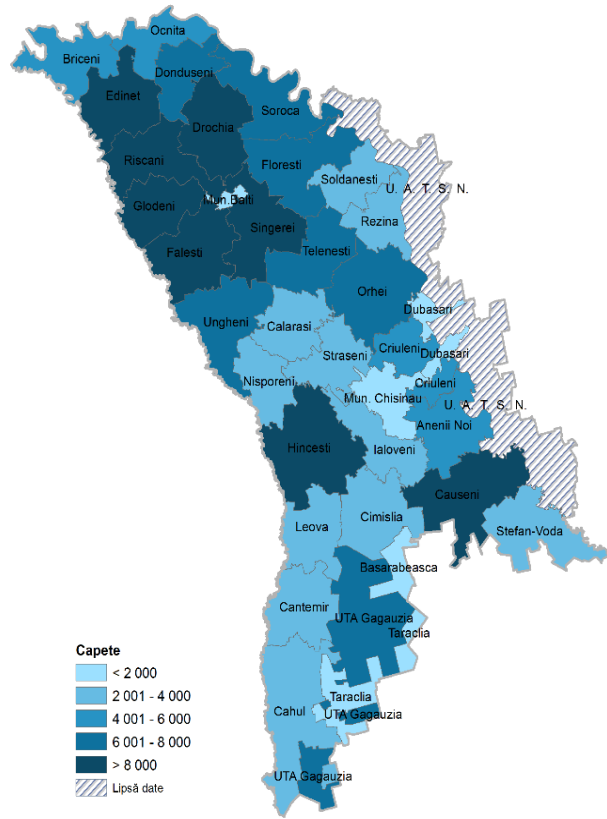 Ocnita
Briceni
Donduseni
Edinet
Soroca
Drochia
Riscani
Floresti
Soldanesti
U. A. T. S. N.
Mun.Balti
Glodeni
Rezina
Singerei
Falesti
Telenesti
Orhei
Dubasari
Ungheni
Calarasi
Criuleni
Dubasari
Straseni
Nisporeni
Criuleni
Mun. Chisinau
U. A. T. S. N.
Anenii Noi
Hincesti
Ialoveni
Causeni
Cimislia
Leova
Stefan-Voda
Basarabeasca
Cantemir
UTA Gagauzia
Taraclia
Capete
< 2 000
2 001 - 4 000
4 001 - 6 000
6 001 - 8 000
> 8 000
Lipsă date
Taraclia
Cahul
UTA Gagauzia
UTA Gagauzia